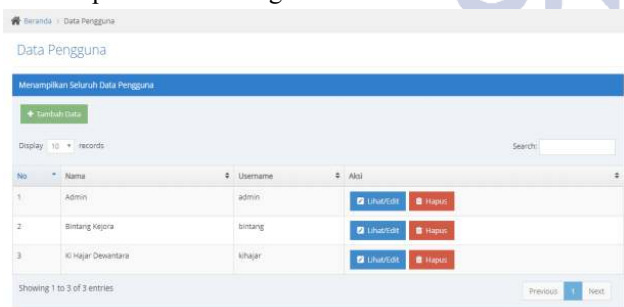 Beranda > Data Pengguna
Data Pengguna
Menampilkan Seluruh Data Pengguna
+ Tambah Data
Display 10 records
Search:
No Nama Username Aksi
1 Admin admin Lihat/Edit Hapus
2 Bintang Kejora bintang Lihat/Edit Hapus
3 Ki Hajar Dewantara kihajar Lihat/Edit Hapus
Showing 1 to 3 of 3 entries
Previous 1 Next